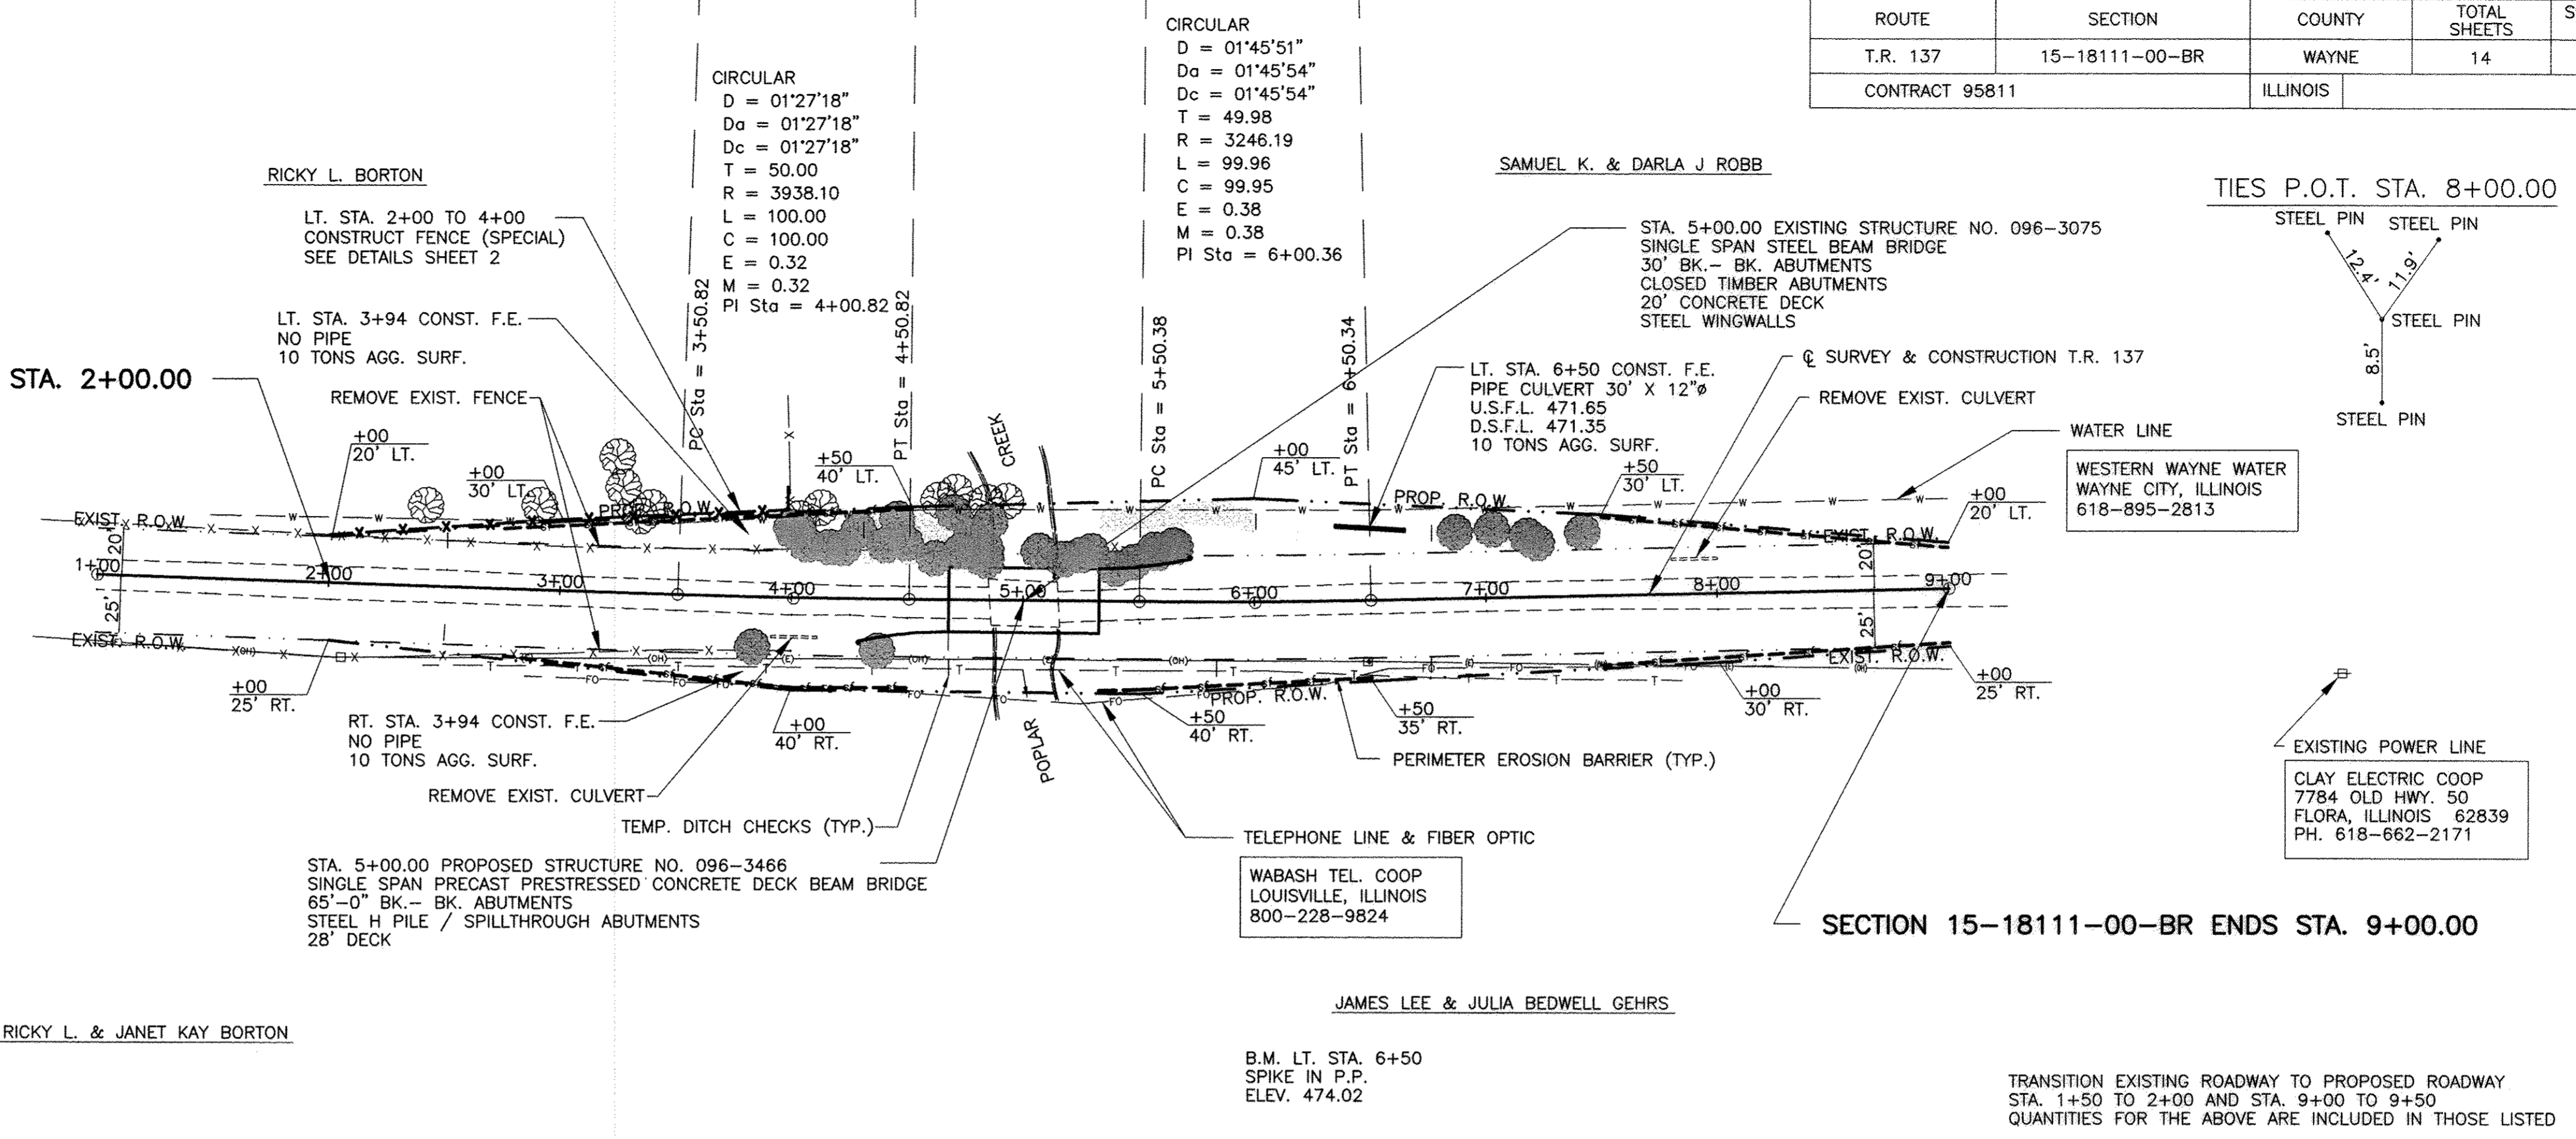 ROUTE
SECTION
COUNTY
TOTAL
SHEETS
T.R. 137
15-18111-00-BR
WAYNE
14
CONTRACT 95811
ILLINOIS
CIRCULAR
D = 01°27'18"
Da = 01°27'18"
Dc = 01°27'18"
T = 50.00
R = 3938.10
L = 100.00
C = 100.00
E = 0.32
M = 0.32
PI Sta = 4+00.82
CIRCULAR
D = 01°45'51"
Da = 01°45'54"
Dc = 01°45'54"
T = 49.98
R = 3246.19
L = 99.96
C = 99.95
E = 0.38
M = 0.38
PI Sta = 6+00.36
PC Sta = 3+50.82
PT Sta = 4+50.82
PC Sta = 5+50.38
PT Sta = 6+50.34
RICKY L. BORTON
LT. STA. 2+00 TO 4+00
CONSTRUCT FENCE (SPECIAL)
SEE DETAILS SHEET 2
LT. STA. 3+94 CONST. F.E.
NO PIPE
10 TONS AGG. SURF.
STA. 2+00.00
REMOVE EXIST. FENCE
SAMUEL K. & DARLA J ROBB
STA. 5+00.00 EXISTING STRUCTURE NO. 096-3075
SINGLE SPAN STEEL BEAM BRIDGE
30' BK.- BK. ABUTMENTS
CLOSED TIMBER ABUTMENTS
20' CONCRETE DECK
STEEL WINGWALLS
TIES P.O.T. STA. 8+00.00
STEEL PIN
STEEL PIN
12.4'
11.9'
STEEL PIN
8.5'
STEEL PIN
LT. STA. 6+50 CONST. F.E.
PIPE CULVERT 30' X 12"ø
U.S.F.L. 471.65
D.S.F.L. 471.35
10 TONS AGG. SURF.
℄ SURVEY & CONSTRUCTION T.R. 137
REMOVE EXIST. CULVERT
WATER LINE
WESTERN WAYNE WATER
WAYNE CITY, ILLINOIS
618-895-2813
+00
20' LT.
+00
30' LT.
+50
40' LT.
CREEK
+00
45' LT.
+50
30' LT.
+00
20' LT.
EXIST. R.O.W.
PROP. R.O.W.
PROP. R.O.W.
EXIST. R.O.W.
20'
25'
1+00
2+00
3+00
4+00
5+00
6+00
7+00
8+00
9+00
20'
25'
EXIST. R.O.W.
EXIST. R.O.W.
PROP. R.O.W.
+00
25' RT.
+00
40' RT.
POPLAR
+50
40' RT.
+50
35' RT.
+00
30' RT.
+00
25' RT.
RT. STA. 3+94 CONST. F.E.
NO PIPE
10 TONS AGG. SURF.
REMOVE EXIST. CULVERT
TEMP. DITCH CHECKS (TYP.)
PERIMETER EROSION BARRIER (TYP.)
TELEPHONE LINE & FIBER OPTIC
WABASH TEL. COOP
LOUISVILLE, ILLINOIS
800-228-9824
EXISTING POWER LINE
CLAY ELECTRIC COOP
7784 OLD HWY. 50
FLORA, ILLINOIS 62839
PH. 618-662-2171
STA. 5+00.00 PROPOSED STRUCTURE NO. 096-3466
SINGLE SPAN PRECAST PRESTRESSED CONCRETE DECK BEAM BRIDGE
65'-0" BK.- BK. ABUTMENTS
STEEL H PILE / SPILLTHROUGH ABUTMENTS
28' DECK
SECTION 15-18111-00-BR ENDS STA. 9+00.00
JAMES LEE & JULIA BEDWELL GEHRS
RICKY L. & JANET KAY BORTON
B.M. LT. STA. 6+50
SPIKE IN P.P.
ELEV. 474.02
TRANSITION EXISTING ROADWAY TO PROPOSED ROADWAY
STA. 1+50 TO 2+00 AND STA. 9+00 TO 9+50
QUANTITIES FOR THE ABOVE ARE INCLUDED IN THOSE LISTED